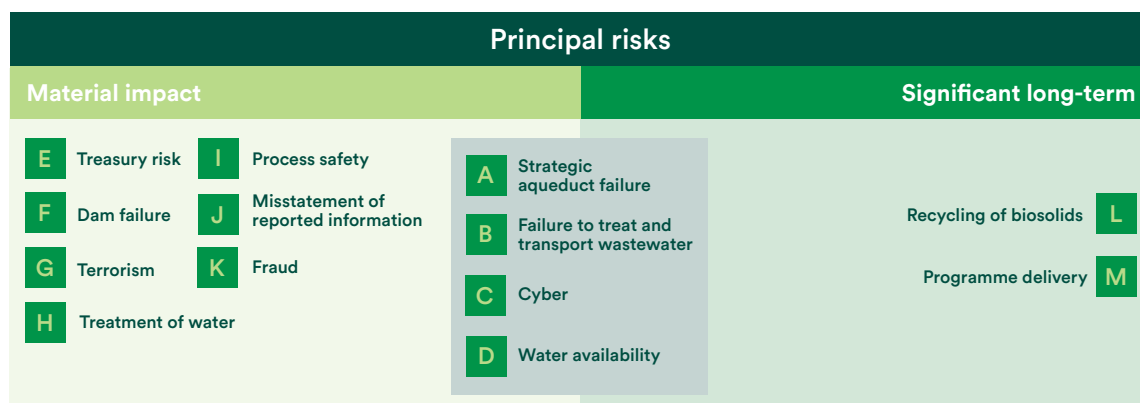 Principal risks
Material impact
Significant long-term
E Treasury risk
F Dam failure
G Terrorism
H Treatment of water
I Process safety
J Misstatement of
reported information
K Fraud
A Strategic
aqueduct failure
B Failure to treat and
transport wastewater
C Cyber
D Water availability
Recycling of biosolids L
Programme delivery M